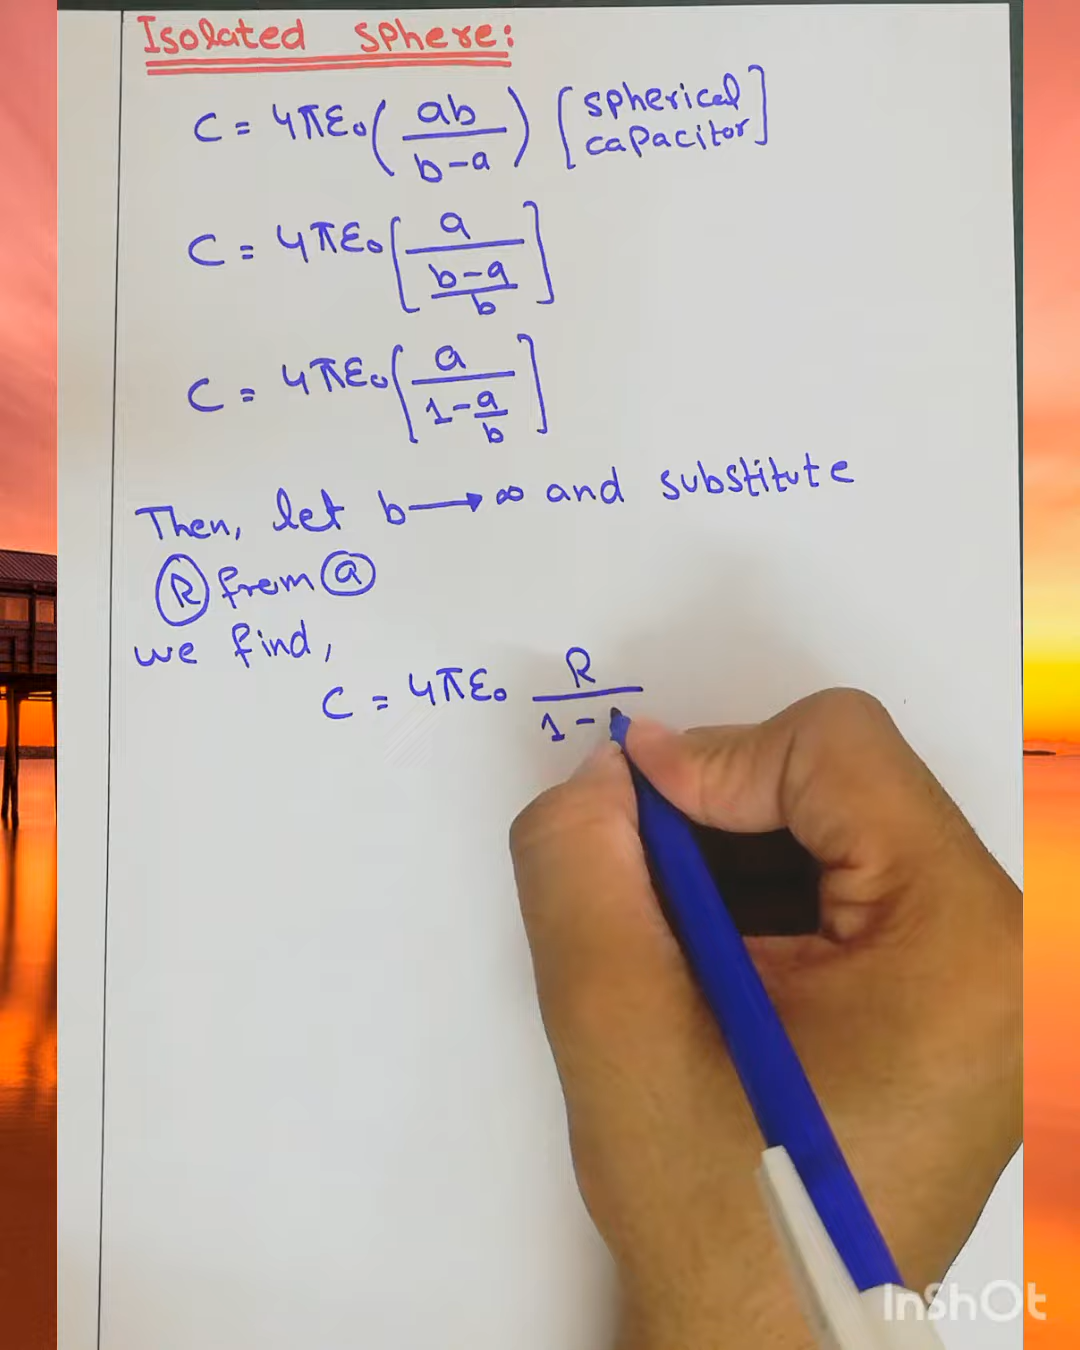 Isolated sphere:
C = 4πε₀(ab/b-a) [spherical capacitor]
C = 4πε₀[a/(b-a/b)]
C = 4πε₀[a/(1-a/b)]
Then, let b→∞ and substitute
R from a
we find,
C = 4πε₀ R/1-
InShOt